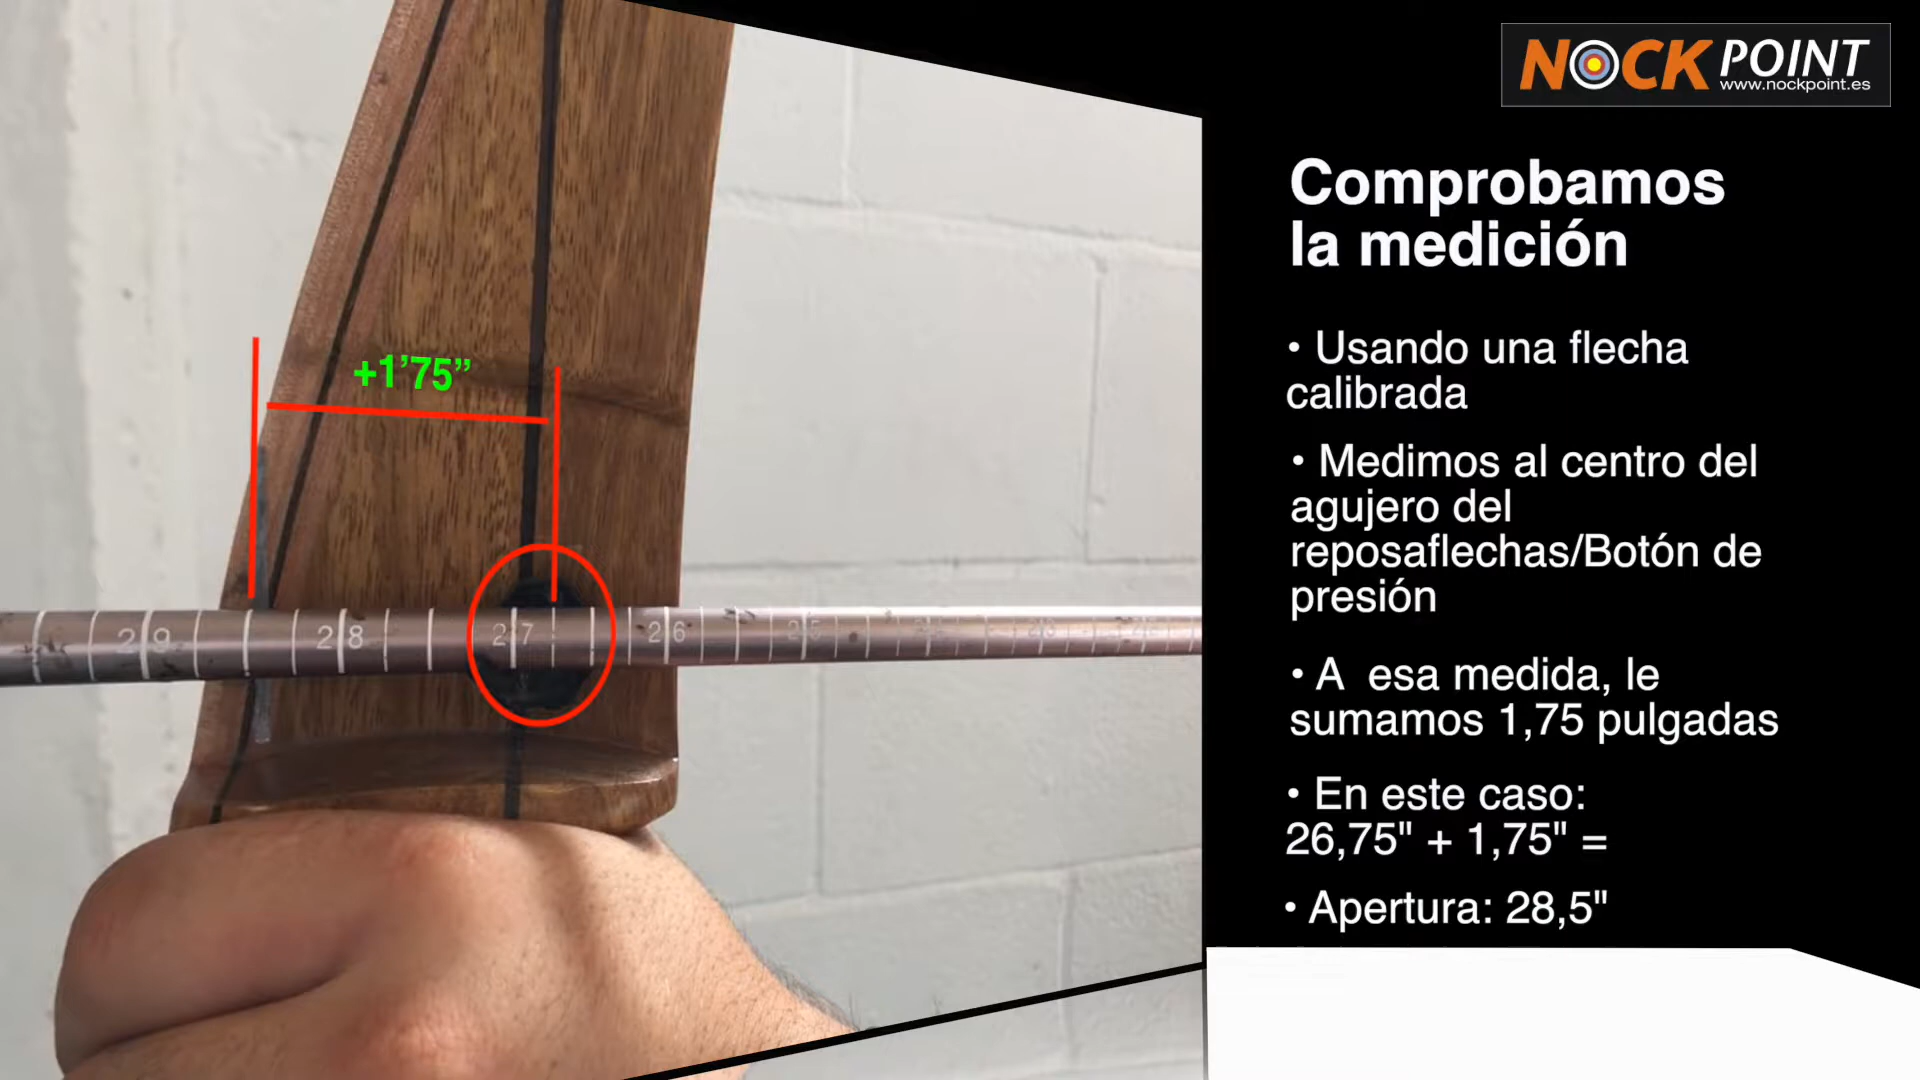 NOCK POINT
www.nockpoint.es
Comprobamos
la medición
• Usando una flecha
calibrada
• Medimos al centro del
agujero del
reposaflechas/Botón de
presión
• A esa medida, le
sumamos 1,75 pulgadas
• En este caso:
26,75" + 1,75" =
• Apertura: 28,5"
+1’75”
29 28 27 26 25